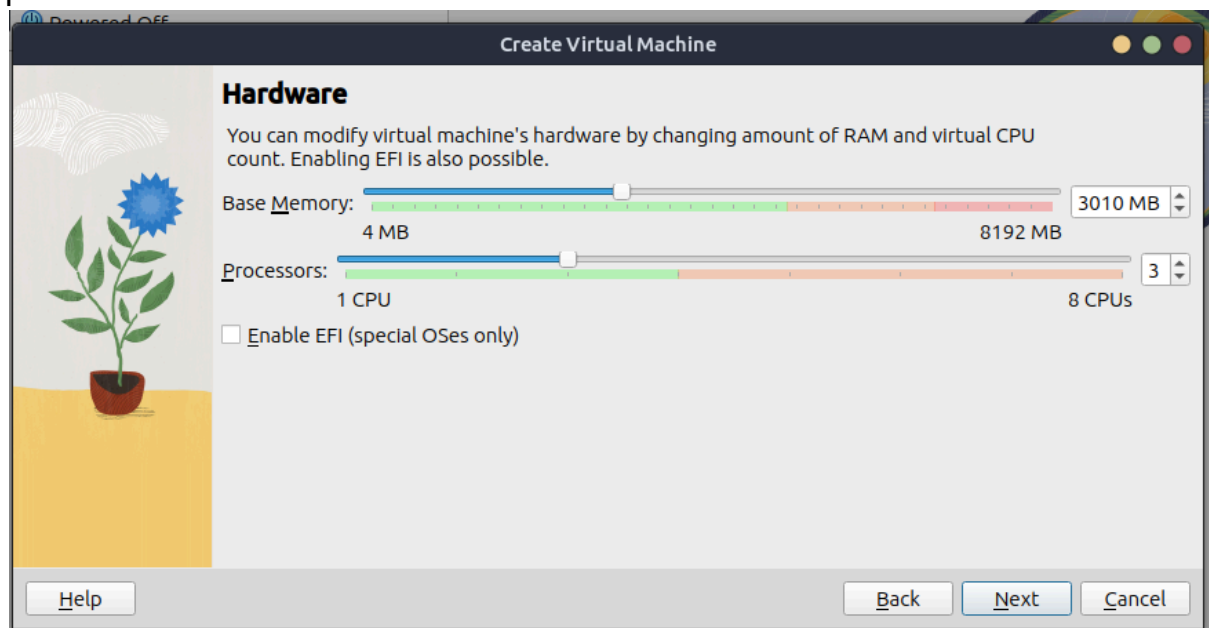 Powered Off
Create Virtual Machine
Hardware
You can modify virtual machine's hardware by changing amount of RAM and virtual CPU
count. Enabling EFI is also possible.
Base Memory: 3010 MB
4 MB 8192 MB
Processors: 3
1 CPU 8 CPUs
Enable EFI (special OSes only)
Help Back Next Cancel